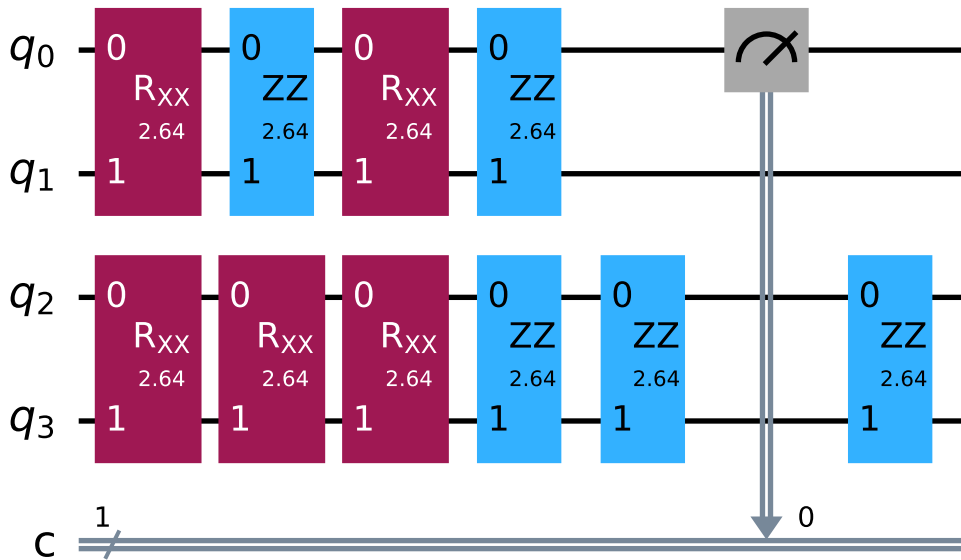 q0 0 0 0 0
RXX ZZ RXX ZZ
2.64 2.64 2.64 2.64
q1 1 1 1 1
q2 0 0 0 0 0 0
RXX RXX RXX ZZ ZZ ZZ
2.64 2.64 2.64 2.64 2.64 2.64
q3 1 1 1 1 1 1
1 0
c